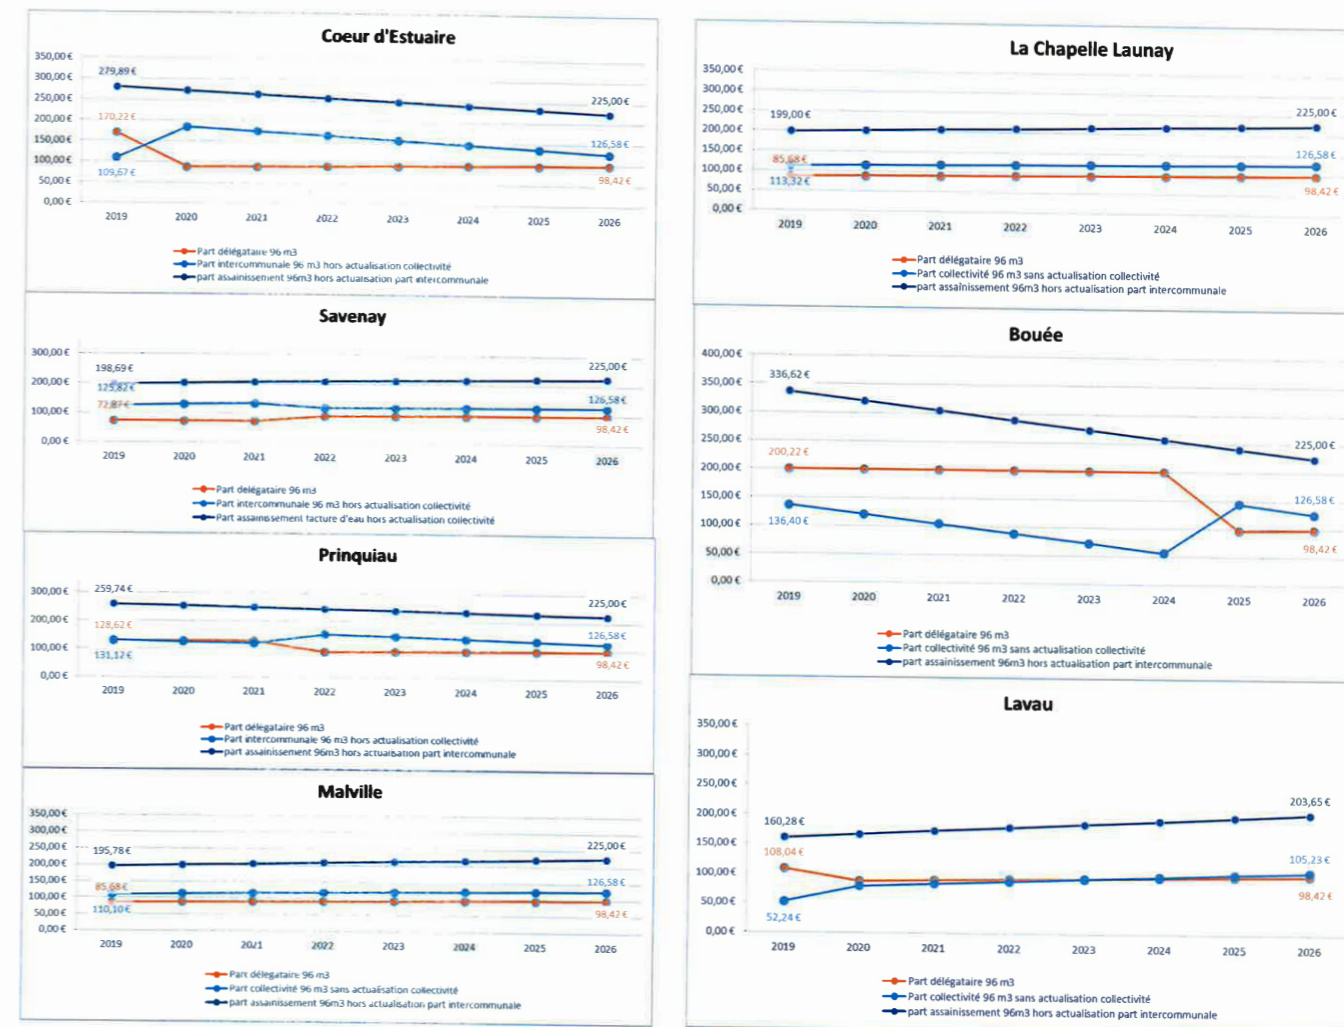 Coeur d'Estuaire
350,00 €
300,00 €
250,00 €
200,00 €
150,00 €
100,00 €
50,00 €
0,00 €
279,89 €
170,22 €
109,67 €
225,00 €
126,58 €
98,42 €
2019 2020 2021 2022 2023 2024 2025 2026
Part délégataire 96 m3
Part intercommunale 96 m3 hors actualisation collectivité
part assainissement 96m3 hors actualisation part intercommunale
Savenay
300,00 €
200,00 €
100,00 €
0,00 €
198,69 €
125,82 €
72,87 €
225,00 €
126,58 €
98,42 €
2019 2020 2021 2022 2023 2024 2025 2026
Part delégataire 96 m3
Part intercommunale 96 m3 hors actualisation collectivité
Part assainissement facture d'eau hors actualisation collectivité
Prinquiau
300,00 €
200,00 €
100,00 €
0,00 €
259,74 €
128,62 €
131,12 €
225,00 €
126,58 €
98,42 €
2019 2020 2021 2022 2023 2024 2025 2026
Part délégataire 96 m3
Part intercommunale 96 m3 hors actualisation collectivité
part assainissement 96m3 hors actualisation part intercommunale
Malville
350,00 €
300,00 €
250,00 €
200,00 €
150,00 €
100,00 €
50,00 €
0,00 €
195,78 €
85,68 €
110,10 €
225,00 €
126,58 €
98,42 €
2019 2020 2021 2022 2023 2024 2025 2026
Part délégataire 96 m3
Part collectivité 96 m3 sans actualisation collectivité
part assainissement 96m3 hors actualisation part intercommunale
La Chapelle Launay
350,00 €
300,00 €
250,00 €
200,00 €
150,00 €
100,00 €
50,00 €
0,00 €
199,00 €
85,68 €
113,32 €
225,00 €
126,58 €
98,42 €
2019 2020 2021 2022 2023 2024 2025 2026
Part délégataire 96 m3
Part collectivité 96 m3 sans actualisation collectivité
part assainissement 96m3 hors actualisation part intercommunale
Bouée
400,00 €
350,00 €
300,00 €
250,00 €
200,00 €
150,00 €
100,00 €
50,00 €
0,00 €
336,62 €
200,22 €
136,40 €
225,00 €
126,58 €
98,42 €
2019 2020 2021 2022 2023 2024 2025 2026
Part délégataire 96 m3
Part collectivité 96 m3 sans actualisation collectivité
part assainissement 96m3 hors actualisation part intercommunale
Lavau
350,00 €
300,00 €
250,00 €
200,00 €
150,00 €
100,00 €
50,00 €
0,00 €
160,28 €
108,04 €
52,24 €
203,65 €
105,23 €
98,42 €
2019 2020 2021 2022 2023 2024 2025 2026
Part délégataire 96 m3
Part collectivité 96 m3 sans actualisation collectivité
part assainissement 96m3 hors actualisation part intercommunale